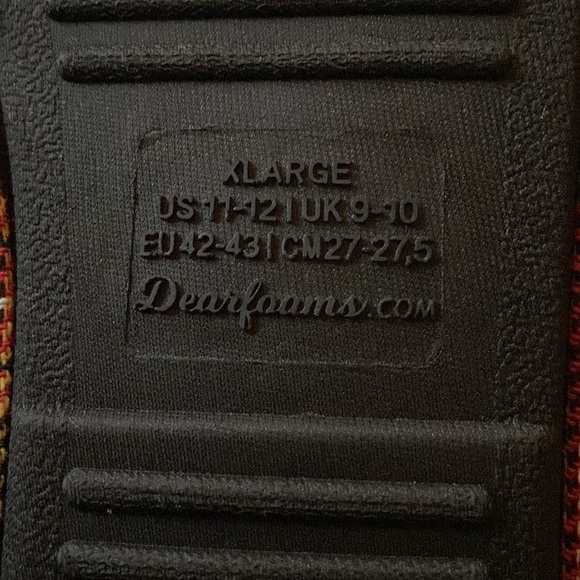 XLARGE
US 11-12 | UK 9-10
EU 42-43 | CM 27-27,5
Dearfoams.COM